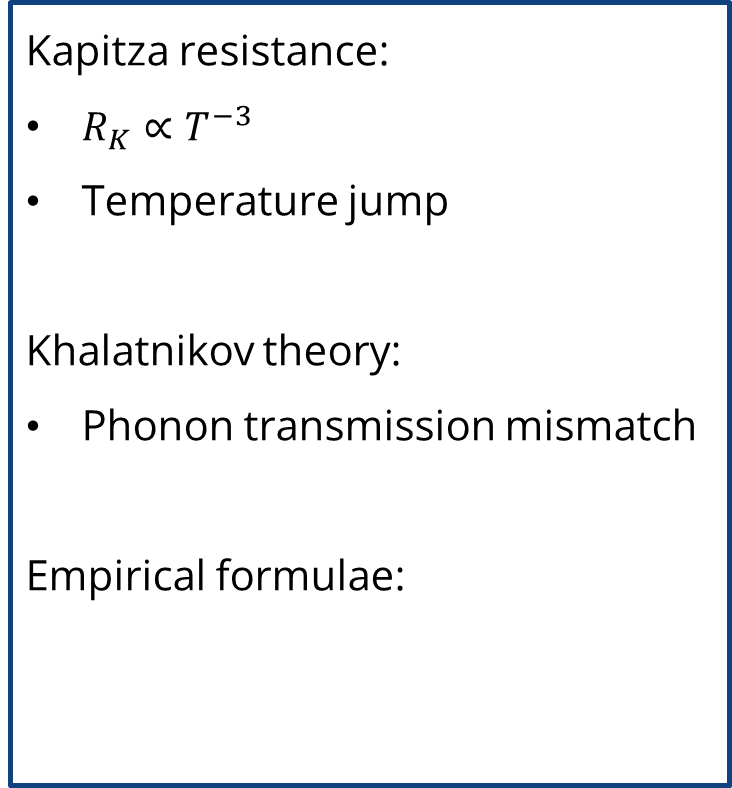 Kapitza resistance:
• R_K ∝ T^{−3}
• Temperature jump
Khalatnikov theory:
• Phonon transmission mismatch
Empirical formulae: